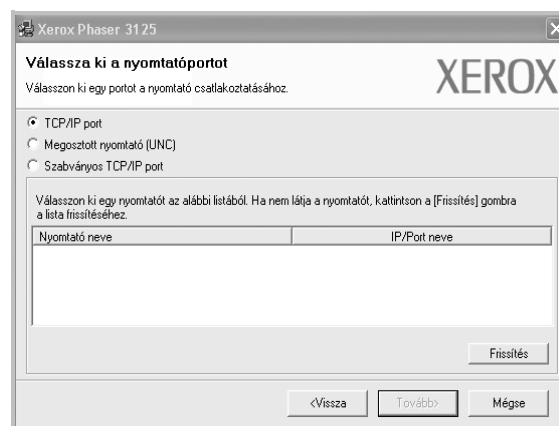 Xerox Phaser 3125
Válassza ki a nyomtatóportot
Válasszon ki egy portot a nyomtató csatlakoztatásához.
XEROX
TCP/IP port
Megosztott nyomtató (UNC)
Szabványos TCP/IP port
Válasszon ki egy nyomtatót az alábbi listából. Ha nem látja a nyomtatót, kattintson a [Frissítés] gombra
a lista frissítéséhez.
Nyomtató neve IP/Port neve
Frissítés
<Vissza Tovább> Mégse